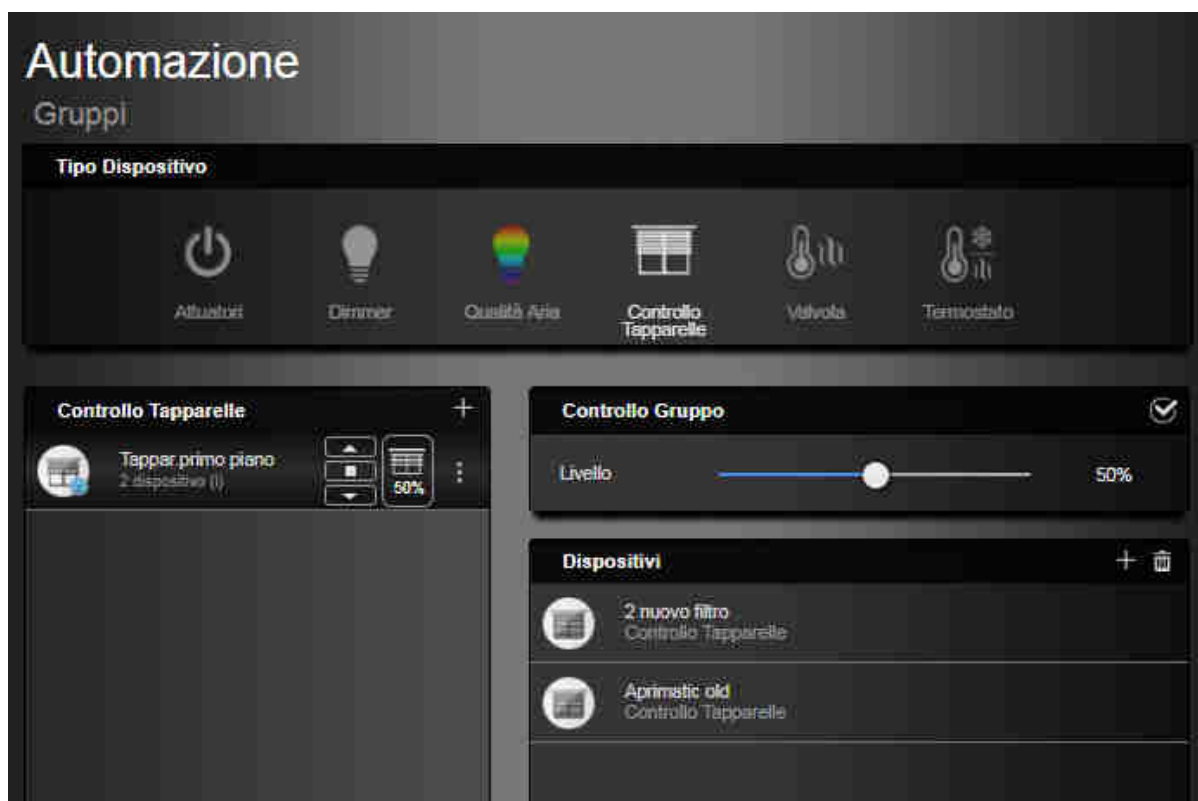 Automazione
Gruppi
Tipo Dispositivo
Attuatori
Dimmer
Qualità Aria
Controllo
Tapparelle
Valvola
Termostato
Controllo Tapparelle
Tappar.primo piano
2 dispositivo (i)
50%
Controllo Gruppo
Livello
50%
Dispositivi
2 nuovo filtro
Controllo Tapparelle
Aprimatic old
Controllo Tapparelle